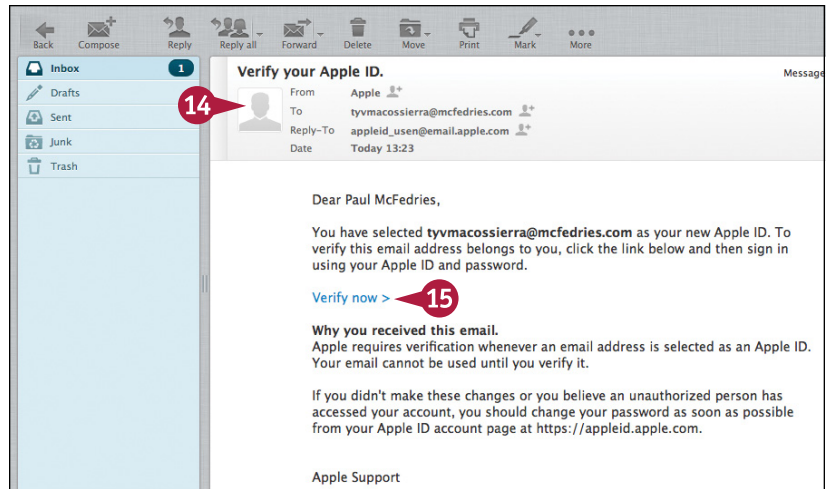 Back Compose Reply Reply all Forward Delete Move Print Mark More
Inbox 1
Drafts
Sent
Junk
Trash
Verify your Apple ID.
Message
14
From Apple
To tyvmacossierra@mcfedries.com
Reply-To appleid_usen@email.apple.com
Date Today 13:23
Dear Paul McFedries,
You have selected tyvmacossierra@mcfedries.com as your new Apple ID. To
verify this email address belongs to you, click the link below and then sign in
using your Apple ID and password.
Verify now > 15
Why you received this email.
Apple requires verification whenever an email address is selected as an Apple ID.
Your email cannot be used until you verify it.
If you didn't make these changes or you believe an unauthorized person has
accessed your account, you should change your password as soon as possible
from your Apple ID account page at https://appleid.apple.com.
Apple Support